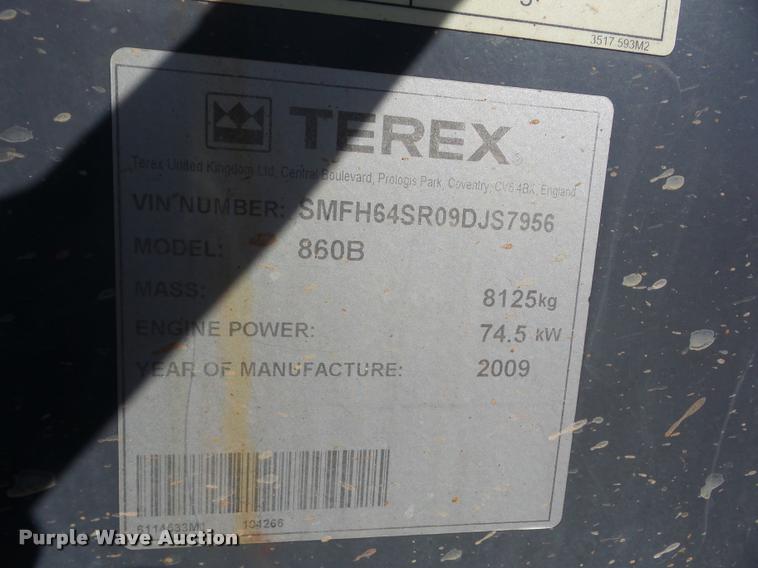 3517 593M2
TEREX
Terex United Kingdom Ltd, Central Boulevard, Prologis Park, Coventry, CV6 4BX, England
VIN NUMBER: SMFH64SR09DJS7956
MODEL: 860B
MASS: 8125kg
ENGINE POWER: 74.5 kW
YEAR OF MANUFACTURE: 2009
104266
Purple Wave Auction